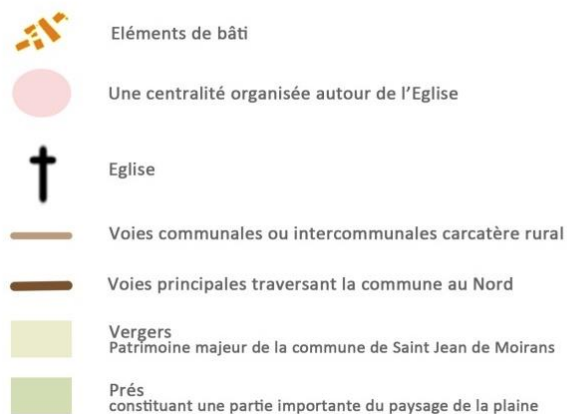 Eléments de bâti
Une centralité organisée autour de l'Eglise
Eglise
Voies communales ou intercommunales carcatère rural
Voies principales traversant la commune au Nord
Vergers
Patrimoine majeur de la commune de Saint Jean de Moirans
Prés
constituant une partie importante du paysage de la plaine